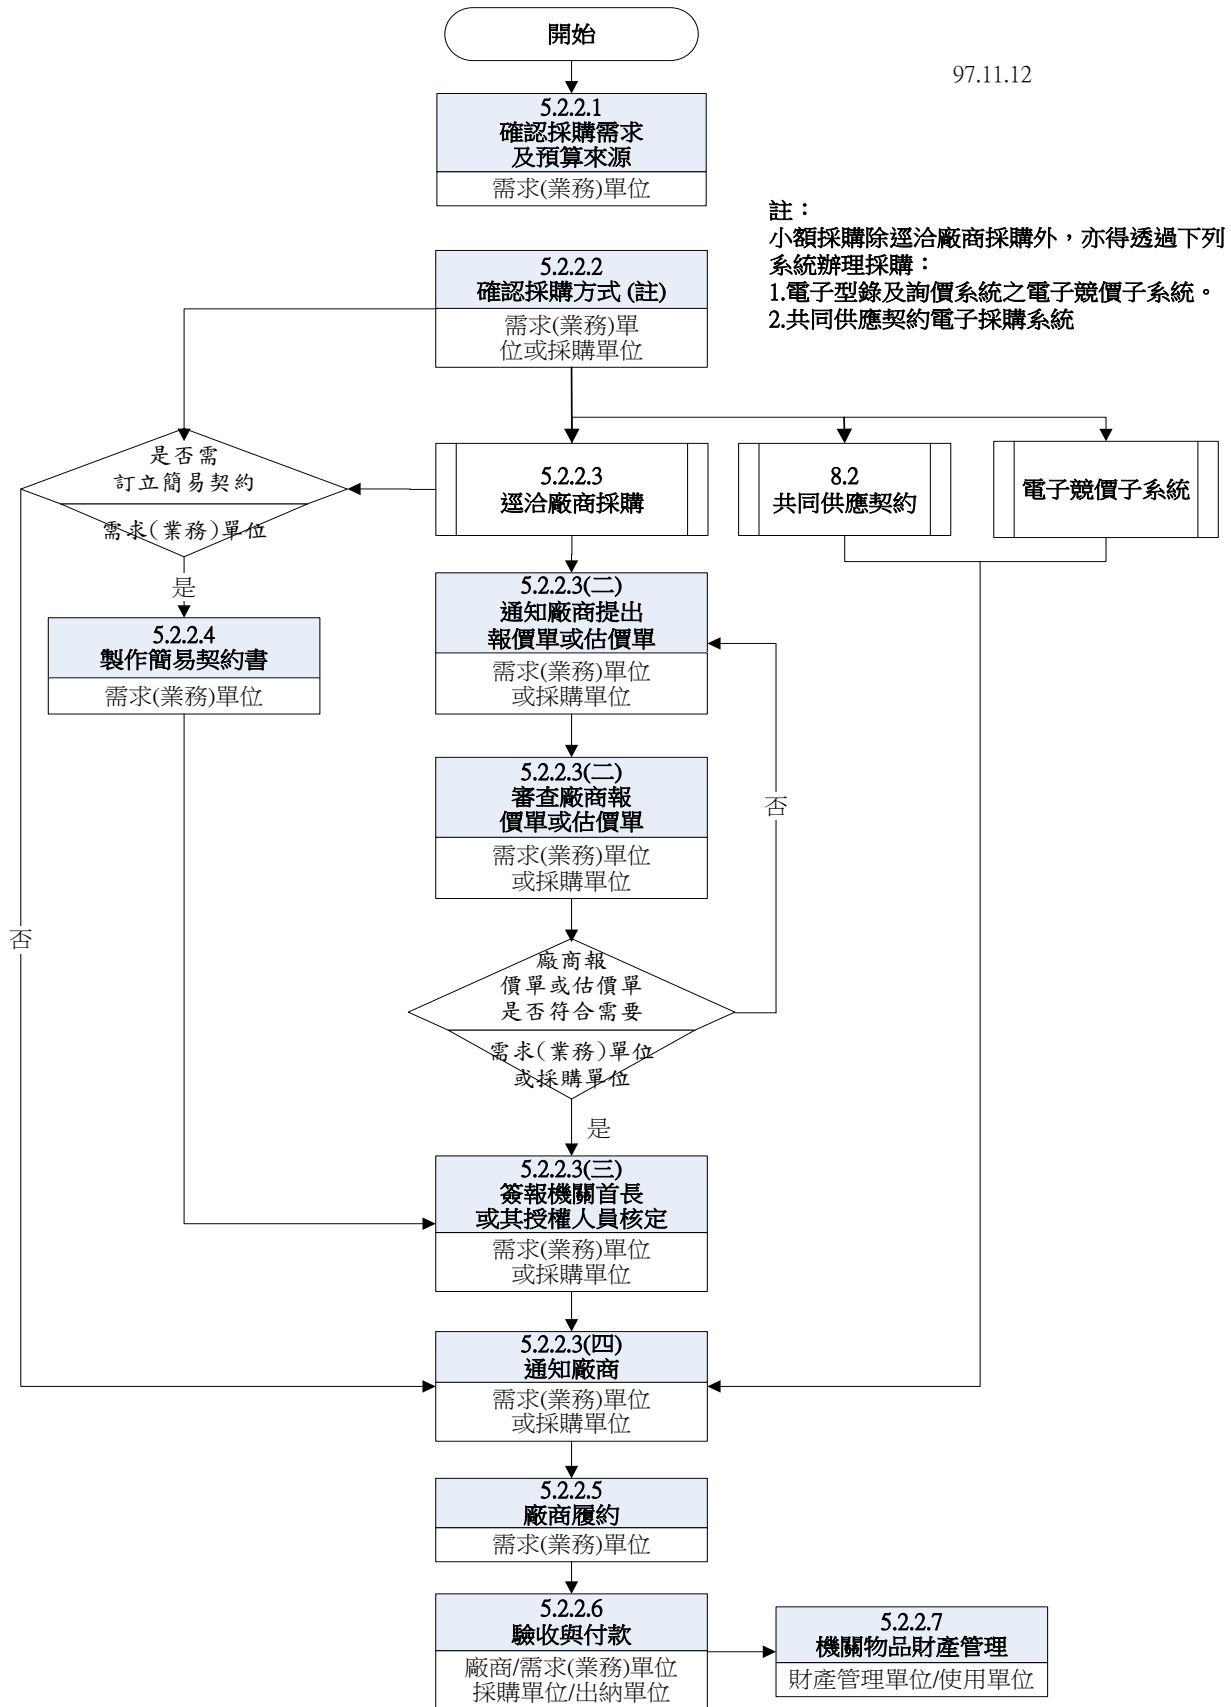 開始
97.11.12
5.2.2.1
確認採購需求
及預算來源
需求(業務)單位
註：
小額採購除逕洽廠商採購外，亦得透過下列
系統辦理採購：
1.電子型錄及詢價系統之電子競價子系統。
2.共同供應契約電子採購系統
5.2.2.2
確認採購方式 (註)
需求(業務)單
位或採購單位
是否需
訂立簡易契約
需求(業務)單位
5.2.2.3
逕洽廠商採購
8.2
共同供應契約
電子競價子系統
是
5.2.2.4
製作簡易契約書
需求(業務)單位
5.2.2.3(二)
通知廠商提出
報價單或估價單
需求(業務)單位
或採購單位
5.2.2.3(二)
審查廠商報
價單或估價單
需求(業務)單位
或採購單位
否
否
廠商報
價單或估價單
是否符合需要
需求(業務)單位
或採購單位
是
5.2.2.3(三)
簽報機關首長
或其授權人員核定
需求(業務)單位
或採購單位
5.2.2.3(四)
通知廠商
需求(業務)單位
或採購單位
5.2.2.5
廠商履約
需求(業務)單位
5.2.2.6
驗收與付款
廠商/需求(業務)單位
採購單位/出納單位
5.2.2.7
機關物品財產管理
財產管理單位/使用單位